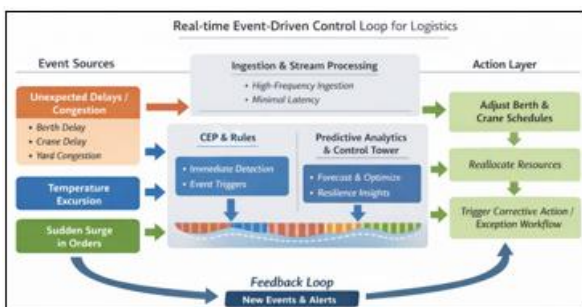 Real-time Event-Driven Control Loop for Logistics
Event Sources
Unexpected Delays /
Congestion
• Berth Delay
• Crane Delay
• Yard Congestion
Temperature
Excursion
Sudden Surge
in Orders
Ingestion & Stream Processing
• High-Frequency Ingestion
• Minimal Latency
CEP & Rules
• Immediate Detection
• Event Triggers
Predictive Analytics
& Control Tower
• Forecast & Optimize
• Resilience Insights
Action Layer
Adjust Berth &
Crane Schedules
Reallocate Resources
Trigger Corrective Action /
Exception Workflow
Feedback Loop
New Events & Alerts